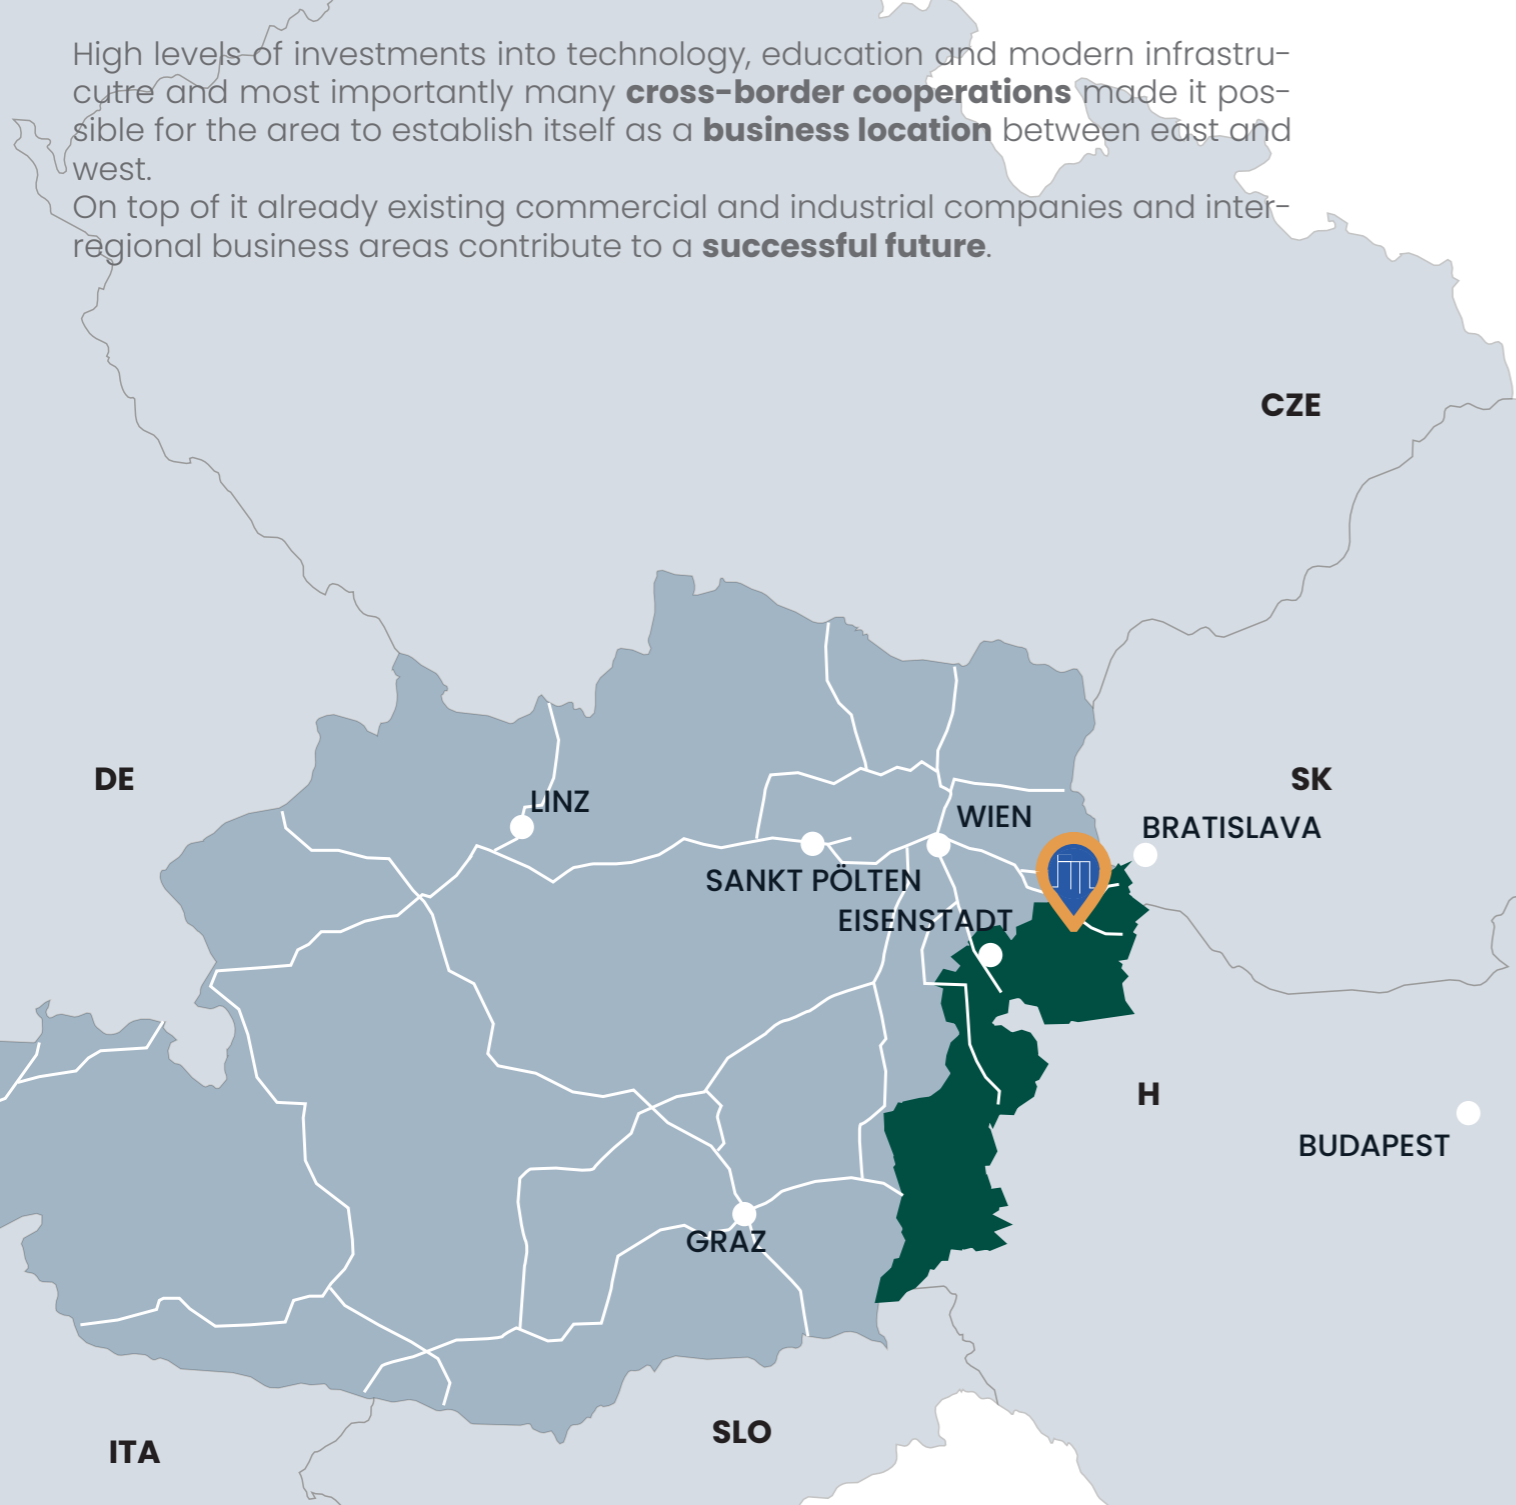 High levels of investments into technology, education and modern infrastru-
cutre and most importantly many cross-border cooperations made it pos-
sible for the area to establish itself as a business location between east and
west.
On top of it already existing commercial and industrial companies and inter-
regional business areas contribute to a successful future.
CZE
DE
SK
LINZ
WIEN
BRATISLAVA
SANKT PÖLTEN
EISENSTADT
H
BUDAPEST
GRAZ
SLO
ITA